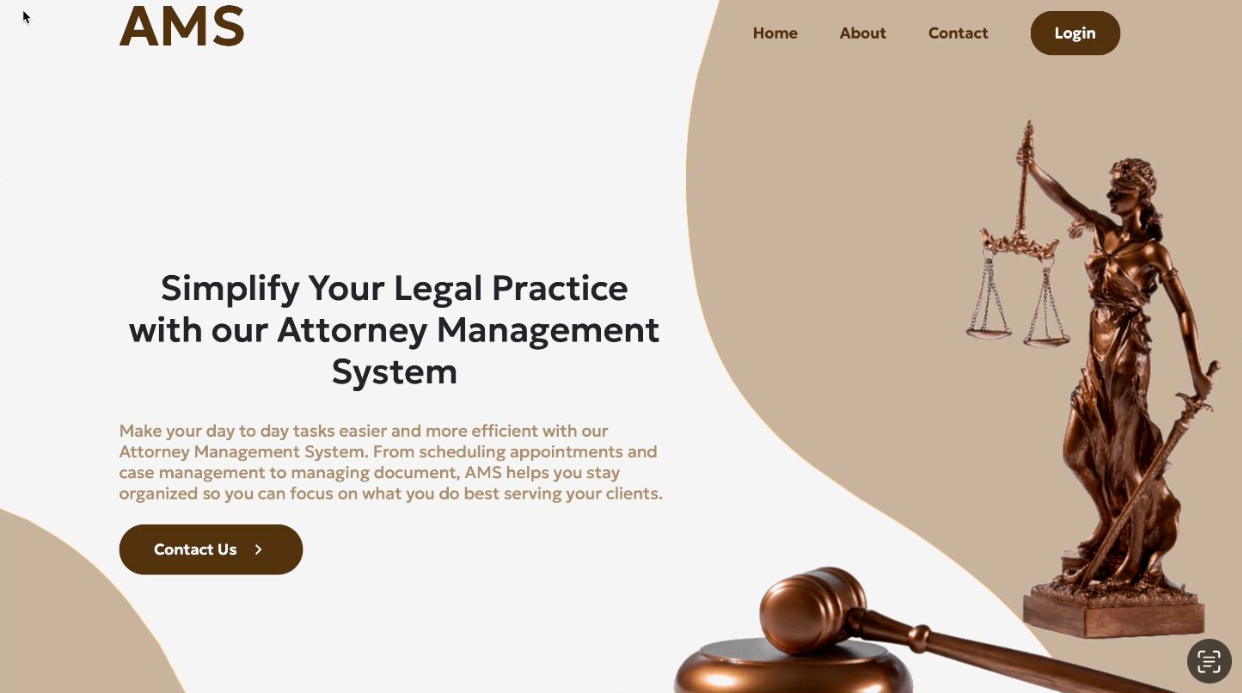 AMS
Home
About
Contact
Login
Simplify Your Legal Practice
with our Attorney Management
System
Make your day to day tasks easier and more efficient with our
Attorney Management System. From scheduling appointments and
case management to managing document, AMS helps you stay
organized so you can focus on what you do best serving your clients.
Contact Us